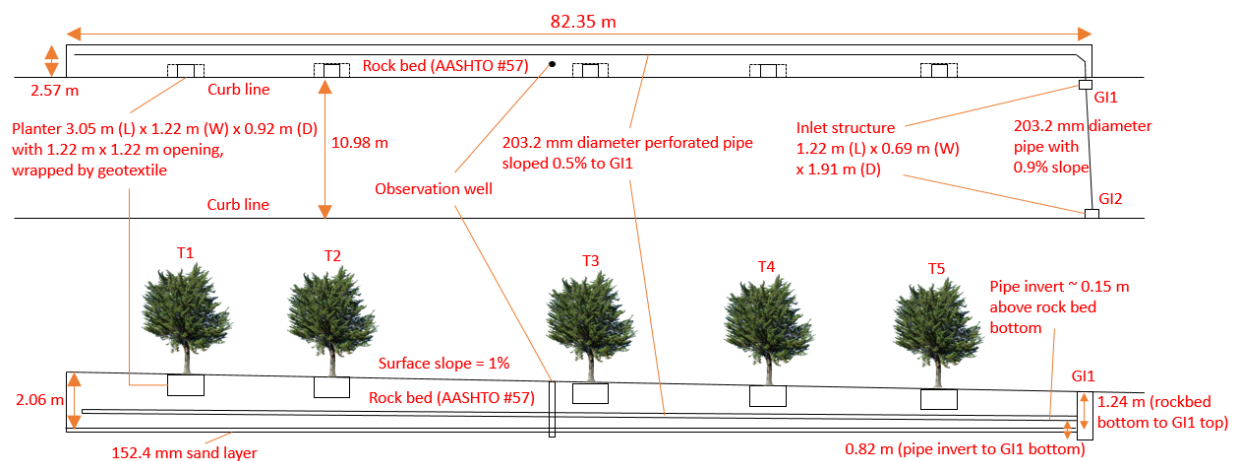 82.35 m
2.57 m
Rock bed (AASHTO #57)
Curb line
GI1
Planter 3.05 m (L) x 1.22 m (W) x 0.92 m (D)
with 1.22 m x 1.22 m opening,
wrapped by geotextile
10.98 m
203.2 mm diameter perforated pipe
sloped 0.5% to GI1
Inlet structure
1.22 m (L) x 0.69 m (W)
x 1.91 m (D)
203.2 mm diameter
pipe with
0.9% slope
Observation well
Curb line
GI2
T1
T2
T3
T4
T5
Pipe invert ~ 0.15 m
above rock bed
bottom
Surface slope = 1%
GI1
2.06 m
Rock bed (AASHTO #57)
1.24 m (rockbed
bottom to GI1 top)
152.4 mm sand layer
0.82 m (pipe invert to GI1 bottom)